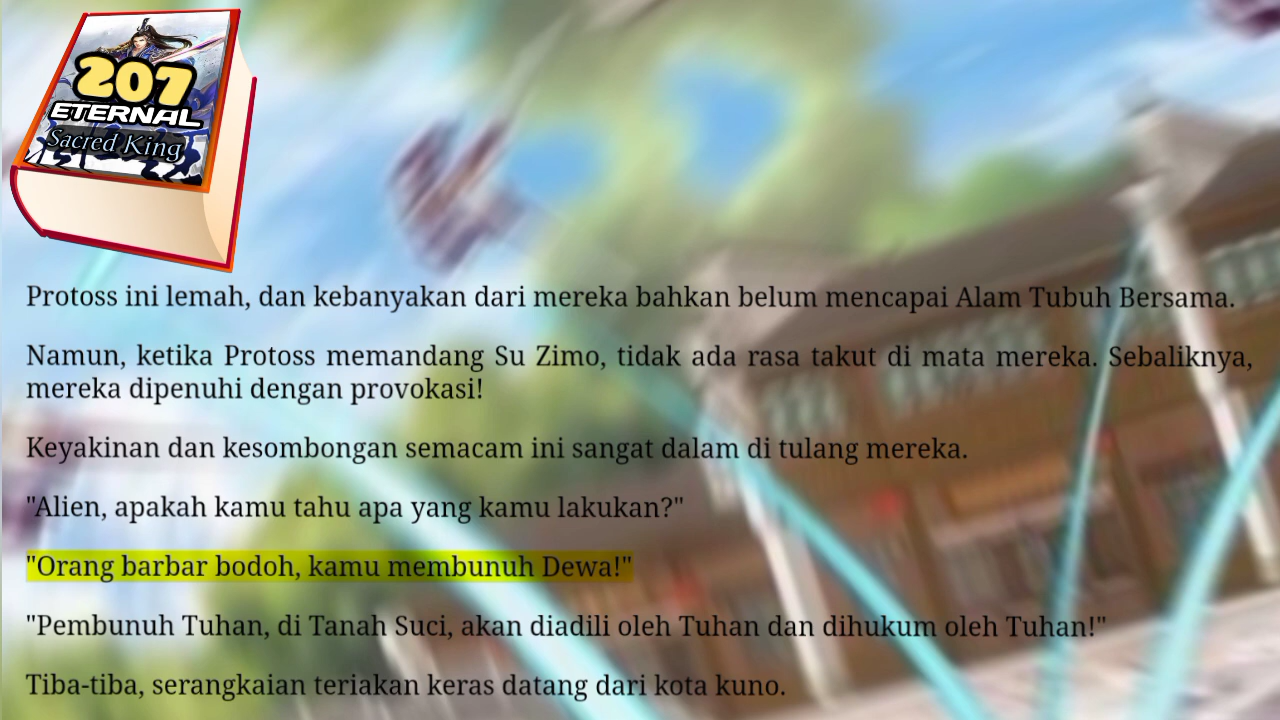 207
ETERNAL
Sacred King
Protoss ini lemah, dan kebanyakan dari mereka bahkan belum mencapai Alam Tubuh Bersama.
Namun, ketika Protoss memandang Su Zimo, tidak ada rasa takut di mata mereka. Sebaliknya,
mereka dipenuhi dengan provokasi!
Keyakinan dan kesombongan semacam ini sangat dalam di tulang mereka.
"Alien, apakah kamu tahu apa yang kamu lakukan?"
"Orang barbar bodoh, kamu membunuh Dewa!"
"Pembunuh Tuhan, di Tanah Suci, akan diadili oleh Tuhan dan dihukum oleh Tuhan!"
Tiba-tiba, serangkaian teriakan keras datang dari kota kuno.